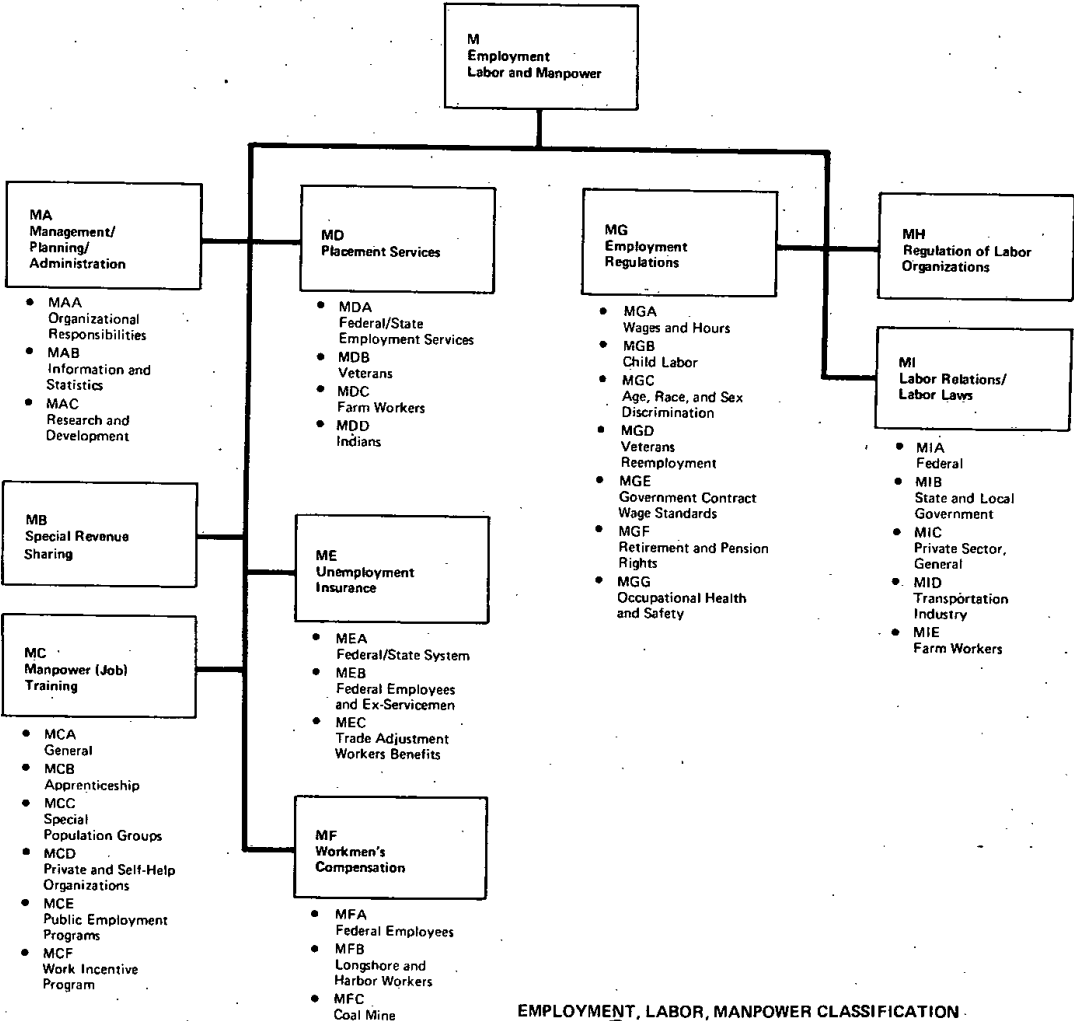 M
Employment
Labor and Manpower
MA
Management/
Planning/
Administration
• MAA
Organizational
Responsibilities
• MAB
Information and
Statistics
• MAC
Research and
Development
MB
Special Revenue
Sharing
MC
Manpower (Job)
Training
• MCA
General
• MCB
Apprenticeship
• MCC
Special
Population Groups
• MCD
Private and Self-Help
Organizations
• MCE
Public Employment
Programs
• MCF
Work Incentive
Program
MD
Placement Services
• MDA
Federal/State
Employment Services
• MDB
Veterans
• MDC
Farm Workers
• MDD
Indians
ME
Unemployment
Insurance
• MEA
Federal/State System
• MEB
Federal Employees
and Ex-Servicemen
• MEC
Trade Adjustment
Workers Benefits
MF
Workmen's
Compensation
• MFA
Federal Employees
• MFB
Longshore and
Harbor Workers
• MFC
Coal Mine
MG
Employment
Regulations
• MGA
Wages and Hours
• MGB
Child Labor
• MGC
Age, Race, and Sex
Discrimination
• MGD
Veterans
Reemployment
• MGE
Government Contract
Wage Standards
• MGF
Retirement and Pension
Rights
• MGG
Occupational Health
and Safety
MH
Regulation of Labor
Organizations
MI
Labor Relations/
Labor Laws
• MIA
Federal
• MIB
State and Local
Government
• MIC
Private Sector,
General
• MID
Transportation
Industry
• MIE
Farm Workers
EMPLOYMENT, LABOR, MANPOWER CLASSIFICATION